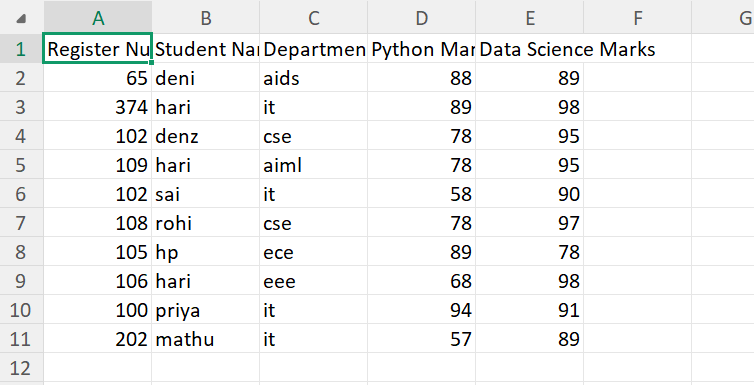 A B C D E F G
1 Register Nu Student Nar Departmen Python Mar Data Science Marks
2 65 deni aids 88 89
3 374 hari it 89 98
4 102 denz cse 78 95
5 109 hari aiml 78 95
6 102 sai it 58 90
7 108 rohi cse 78 97
8 105 hp ece 89 78
9 106 hari eee 68 98
10 100 priya it 94 91
11 202 mathu it 57 89
12